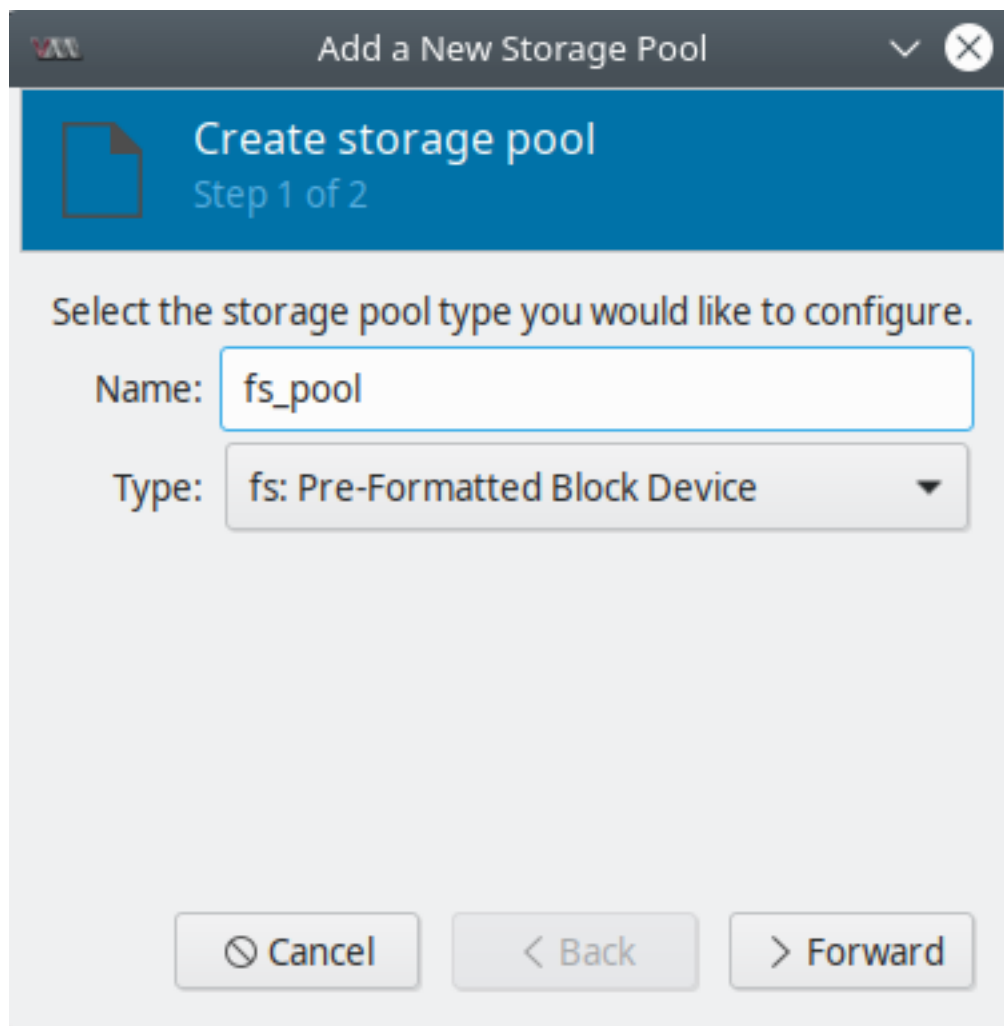 Add a New Storage Pool
Create storage pool
Step 1 of 2
Select the storage pool type you would like to configure.
Name: fs_pool
Type: fs: Pre-Formatted Block Device
Cancel < Back > Forward